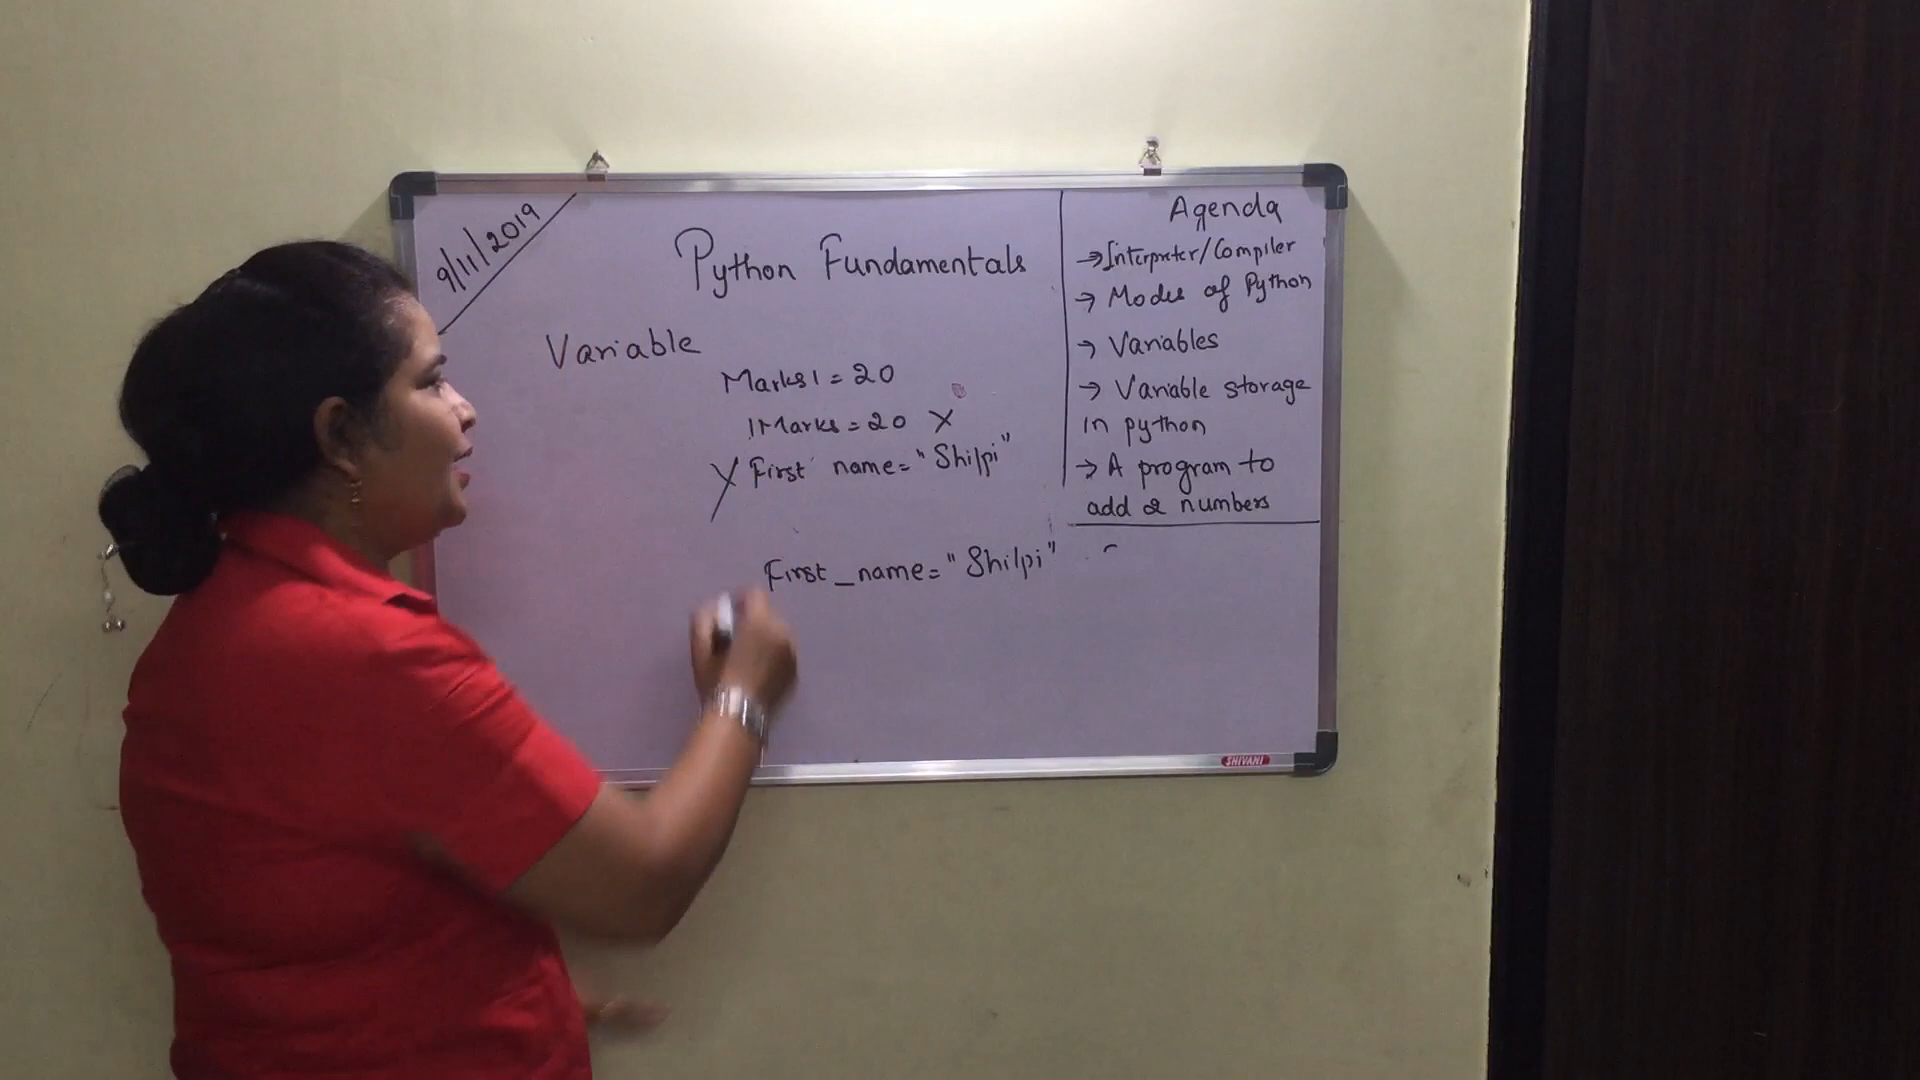 9/11/2019
Python Fundamentals
Variable
Marks1 = 20
1Marks = 20 X
X First name = "Shilpi"
First_name = "Shilpi"
Agenda
→ Interpreter/Compiler
→ Modes of Python
→ Variables
→ Variable storage
in python
→ A program to
add 2 numbers
SHIVANI